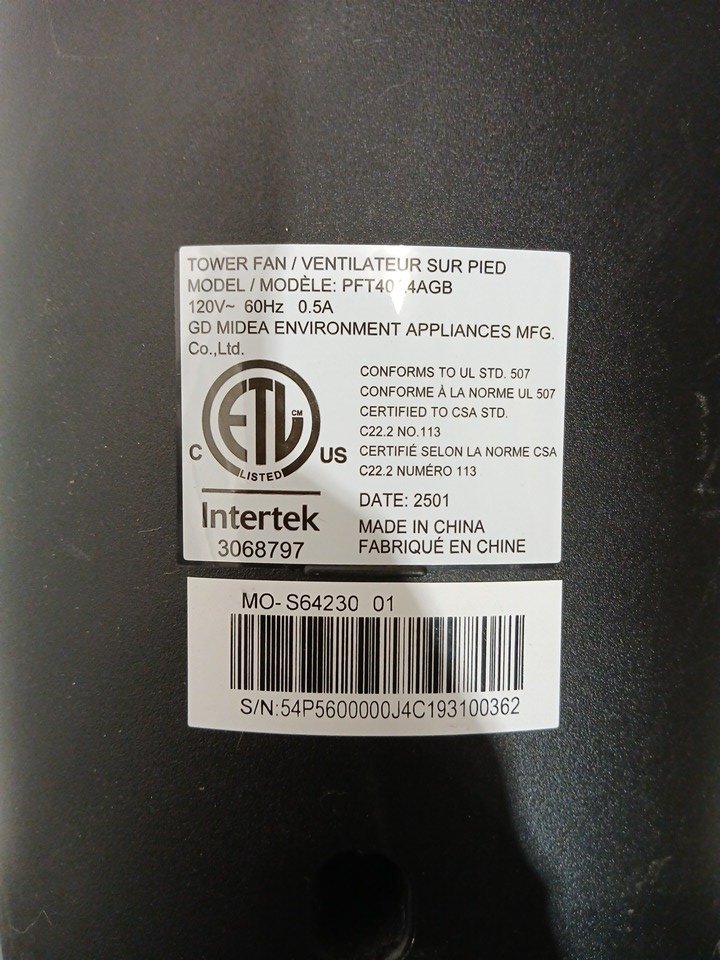 TOWER FAN / VENTILATEUR SUR PIED
MODEL / MODÈLE:
120V~ 60Hz 0.5A
GD MIDEA ENVIRONMENT APPLIANCES MFG.
Co.,Ltd.
CONFORMS TO UL STD. 507
CONFORME À LA NORME UL 507
CERTIFIED TO CSA STD.
C22.2 NO.113
CERTIFIÉ SELON LA NORME CSA
C22.2 NUMÉRO 113
ETL CM
C US
LISTED
Intertek
3068797
DATE: 2501
MADE IN CHINA
FABRIQUÉ EN CHINE
MO- S64230 01
S/N:54P5600000J4C193100362